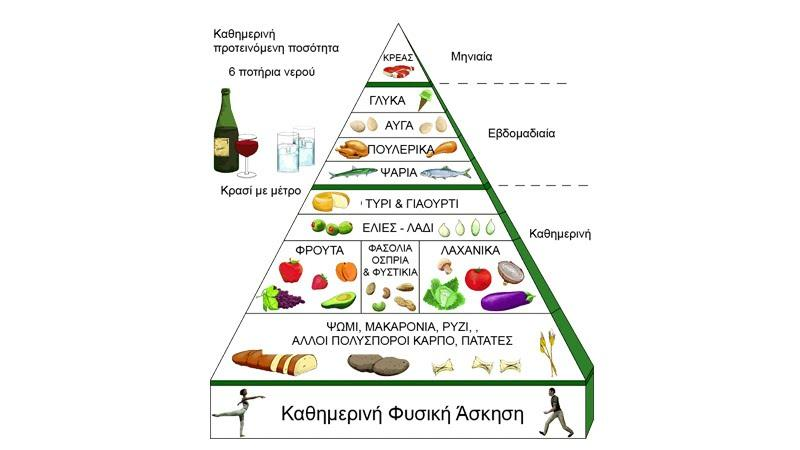 Καθημερινή
προτεινόμενη ποσότητα
6 ποτήρια νερού
Κρασί με μέτρο
ΚΡΕΑΣ
Μηνιαία
ΓΛΥΚΑ
ΑΥΓΑ
Εβδομαδιαία
ΠΟΥΛΕΡΙΚΑ
ΨΑΡΙΑ
ΤΥΡΙ & ΓΙΑΟΥΡΤΙ
ΕΛΙΕΣ - ΛΑΔΙ
Καθημερινή
ΦΡΟΥΤΑ
ΦΑΣΟΛΙΑ
ΟΣΠΡΙΑ
& ΦΥΣΤΙΚΙΑ
ΛΑΧΑΝΙΚΑ
ΨΩΜΙ, ΜΑΚΑΡΟΝΙΑ, ΡΥΖΙ, ,
ΑΛΛΟΙ ΠΟΛΥΣΠΟΡΟΙ ΚΑΡΠΟ, ΠΑΤΑΤΕΣ
Καθημερινή Φυσική Άσκηση